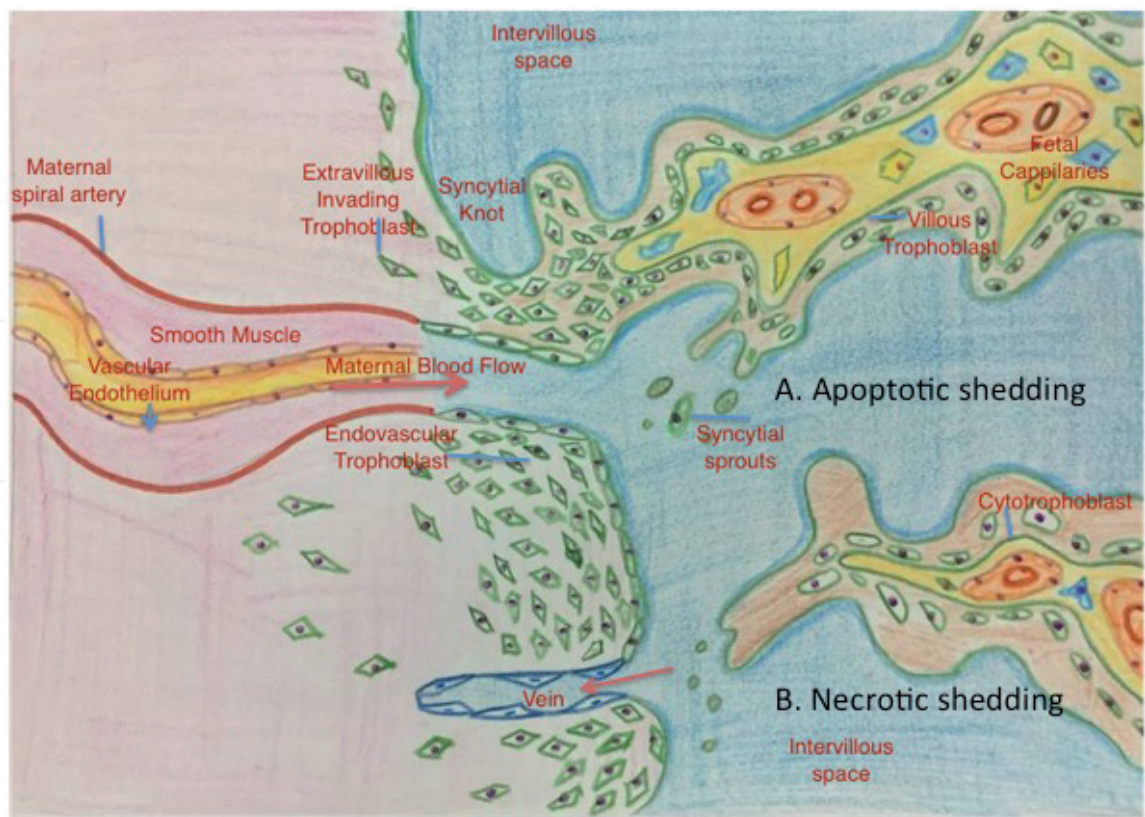 Intervillous
space
Maternal
spiral artery
Extravillous
Invading
Trophoblast
Syncytial
Knot
Fetal
Cappilaries
Villous
Trophoblast
Smooth Muscle
Vascular
Endothelium
Maternal Blood Flow
A. Apoptotic shedding
Endovascular
Trophoblast
Syncytial
sprouts
Cytotrophoblast
Vein
B. Necrotic shedding
Intervillous
space